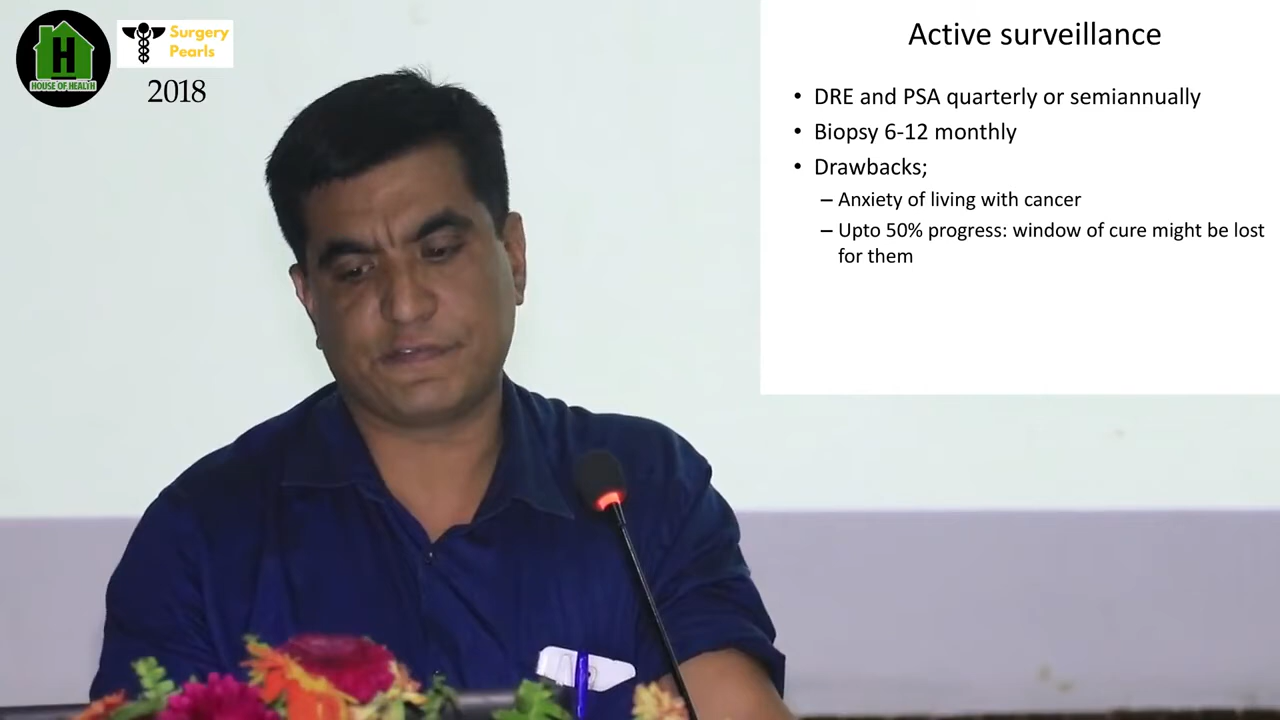 H
HOUSE OF HEALTH
Surgery
Pearls
2018
Active surveillance
• DRE and PSA quarterly or semiannually
• Biopsy 6-12 monthly
• Drawbacks;
– Anxiety of living with cancer
– Upto 50% progress: window of cure might be lost
for them